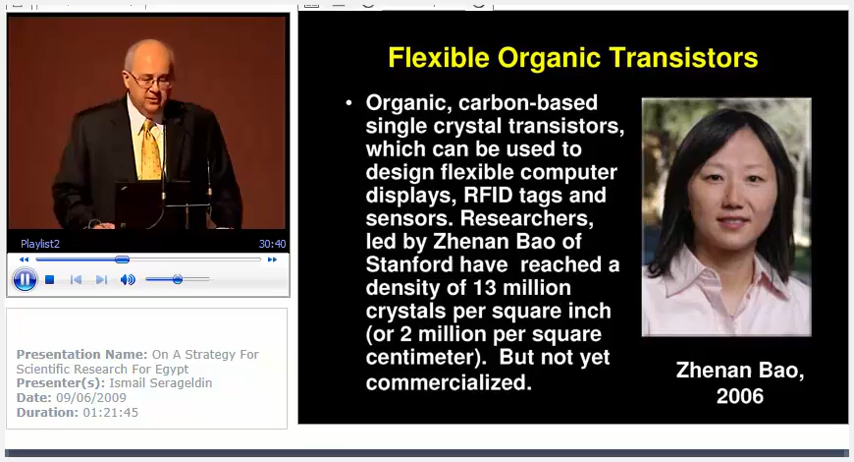 Flexible Organic Transistors
• Organic, carbon-based
single crystal transistors,
which can be used to
design flexible computer
displays, RFID tags and
sensors. Researchers,
led by Zhenan Bao of
Stanford have  reached a
density of 13 million
crystals per square inch
(or 2 million per square
centimeter).  But not yet
commercialized.
Zhenan Bao,
2006
Playlist2 30:40
Presentation Name: On A Strategy For
Scientific Research For Egypt
Presenter(s): Ismail Serageldin
Date: 09/06/2009
Duration: 01:21:45